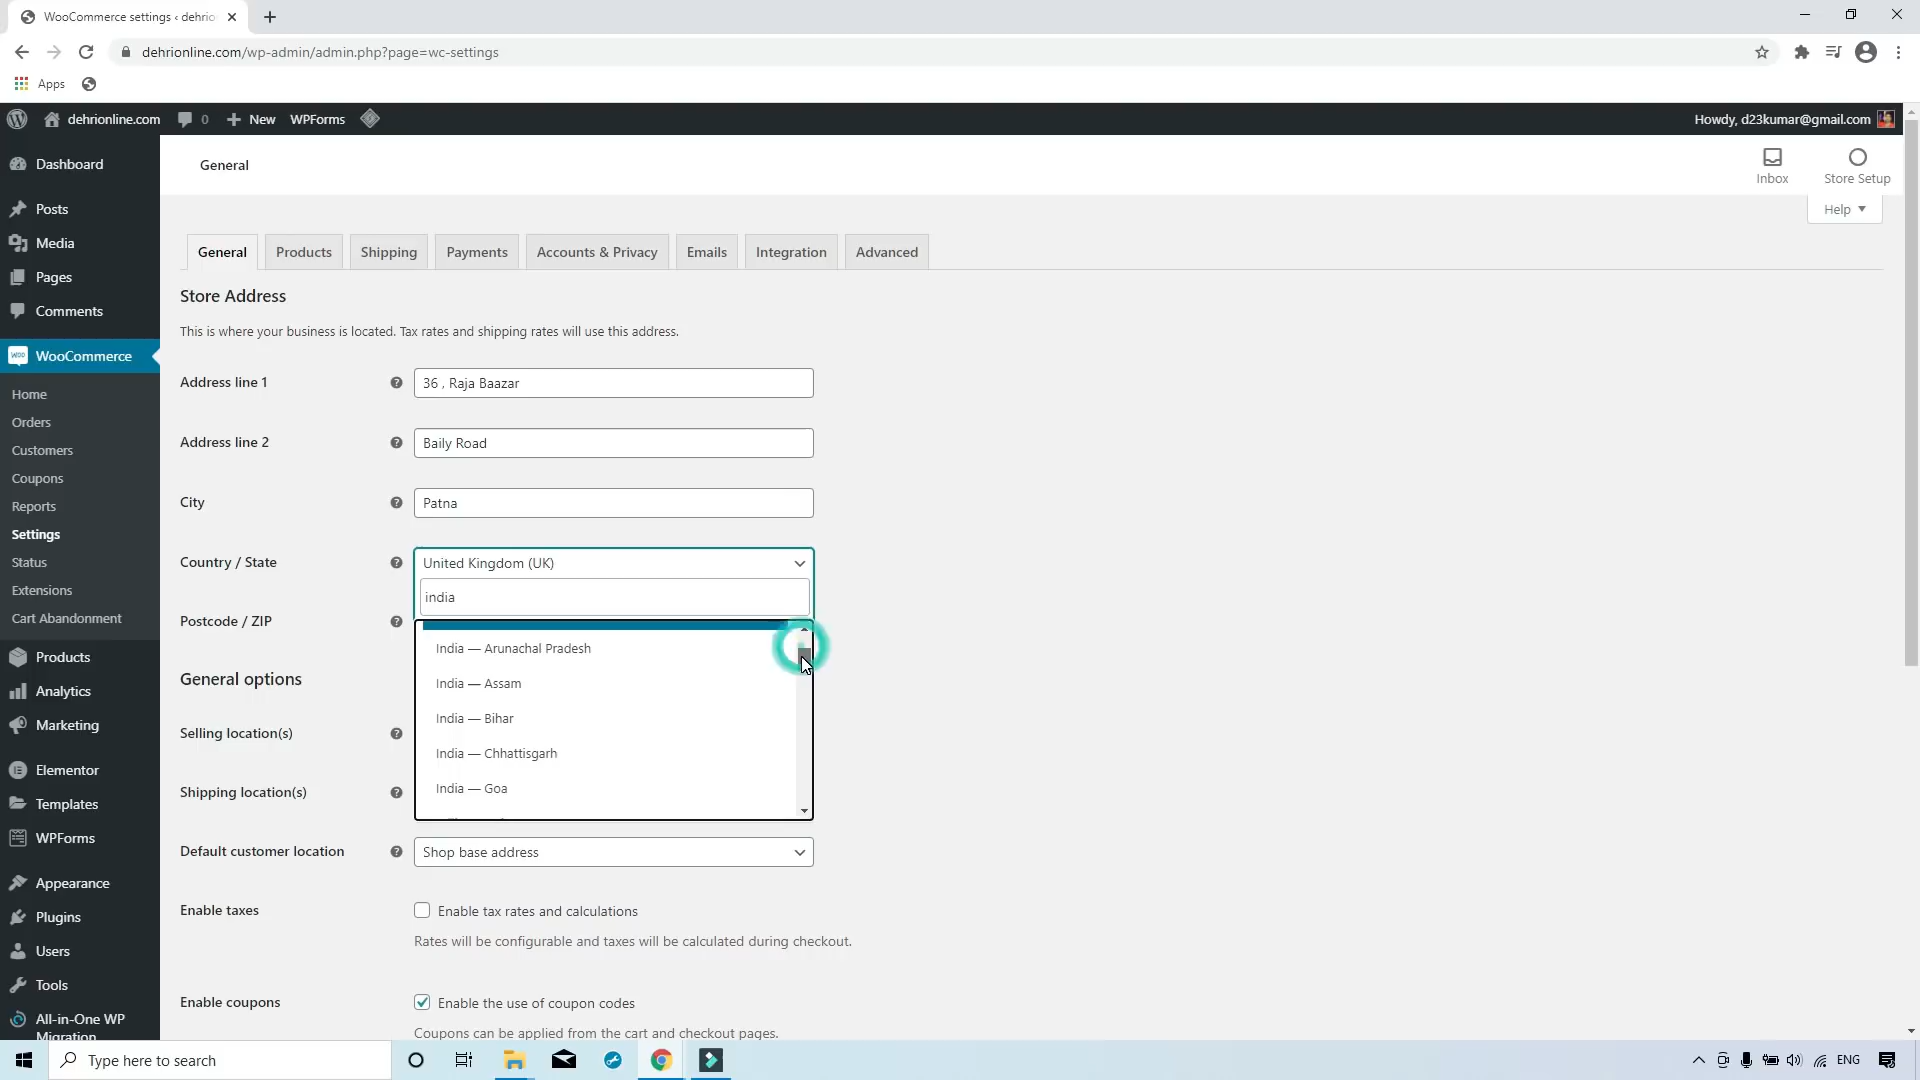 WooCommerce settings ‹ dehrio
dehrionline.com/wp-admin/admin.php?page=wc-settings
Apps
dehrionline.com
0
New
WPForms
Howdy, d23kumar@gmail.com
General
Inbox
Store Setup
Help
Dashboard
Posts
Media
Pages
Comments
WooCommerce
Home
Orders
Customers
Coupons
Reports
Settings
Status
Extensions
Cart Abandonment
Products
Analytics
Marketing
Elementor
Templates
WPForms
Appearance
Plugins
Users
Tools
All-in-One WP
Migration
General
Products
Shipping
Payments
Accounts & Privacy
Emails
Integration
Advanced
Store Address
This is where your business is located. Tax rates and shipping rates will use this address.
Address line 1
36 , Raja Baazar
Address line 2
Baily Road
City
Patna
Country / State
United Kingdom (UK)
india
Postcode / ZIP
India — Arunachal Pradesh
India — Assam
India — Bihar
India — Chhattisgarh
India — Goa
General options
Selling location(s)
Shipping location(s)
Default customer location
Shop base address
Enable taxes
Enable tax rates and calculations
Rates will be configurable and taxes will be calculated during checkout.
Enable coupons
Enable the use of coupon codes
Coupons can be applied from the cart and checkout pages.
Type here to search
ENG